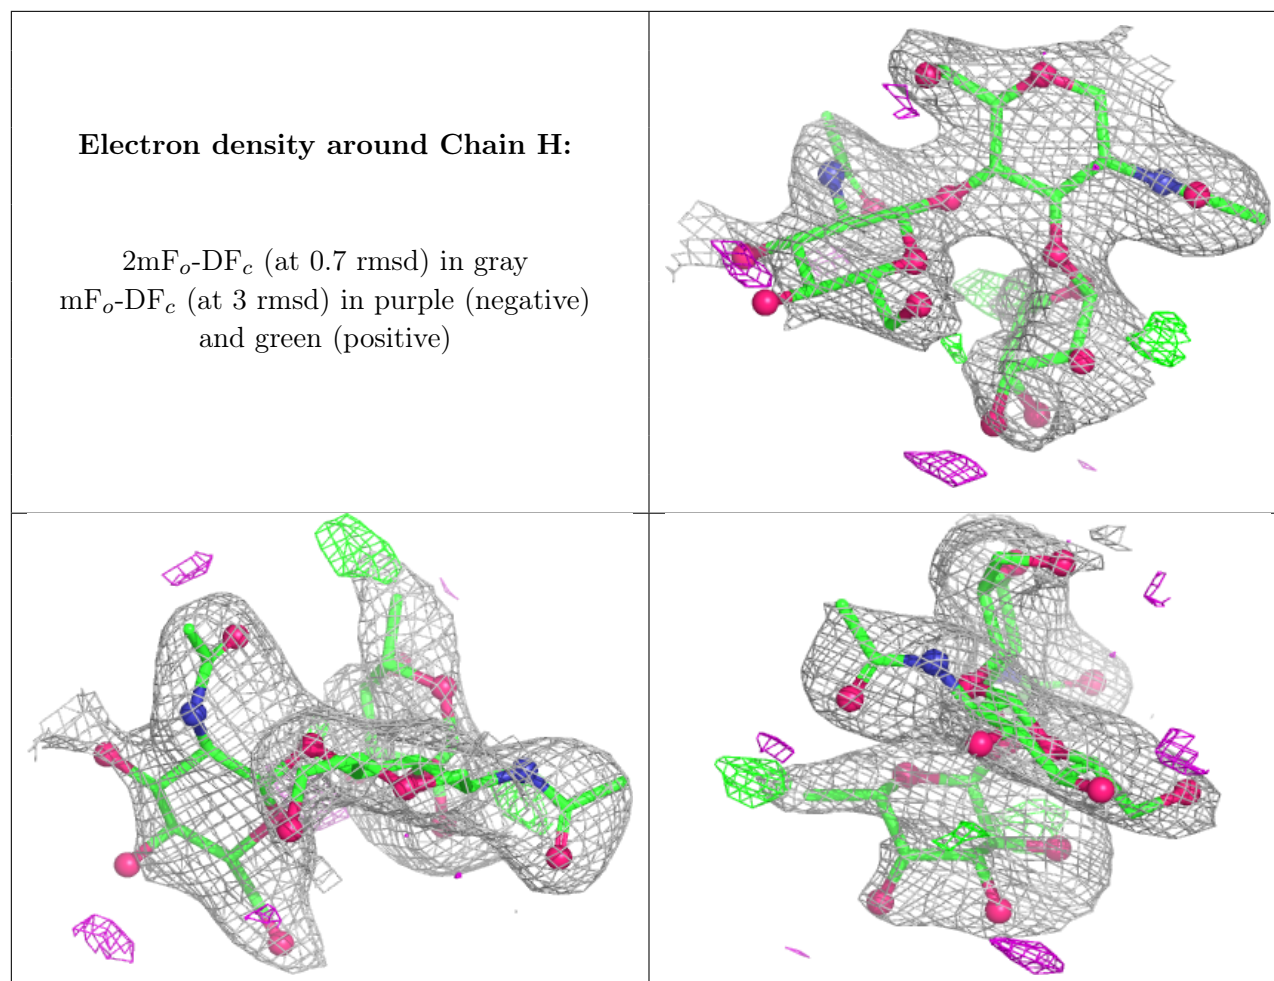 Electron density around Chain H:
2mFₒ-DF𝒸 (at 0.7 rmsd) in gray
mFₒ-DF𝒸 (at 3 rmsd) in purple (negative)
and green (positive)